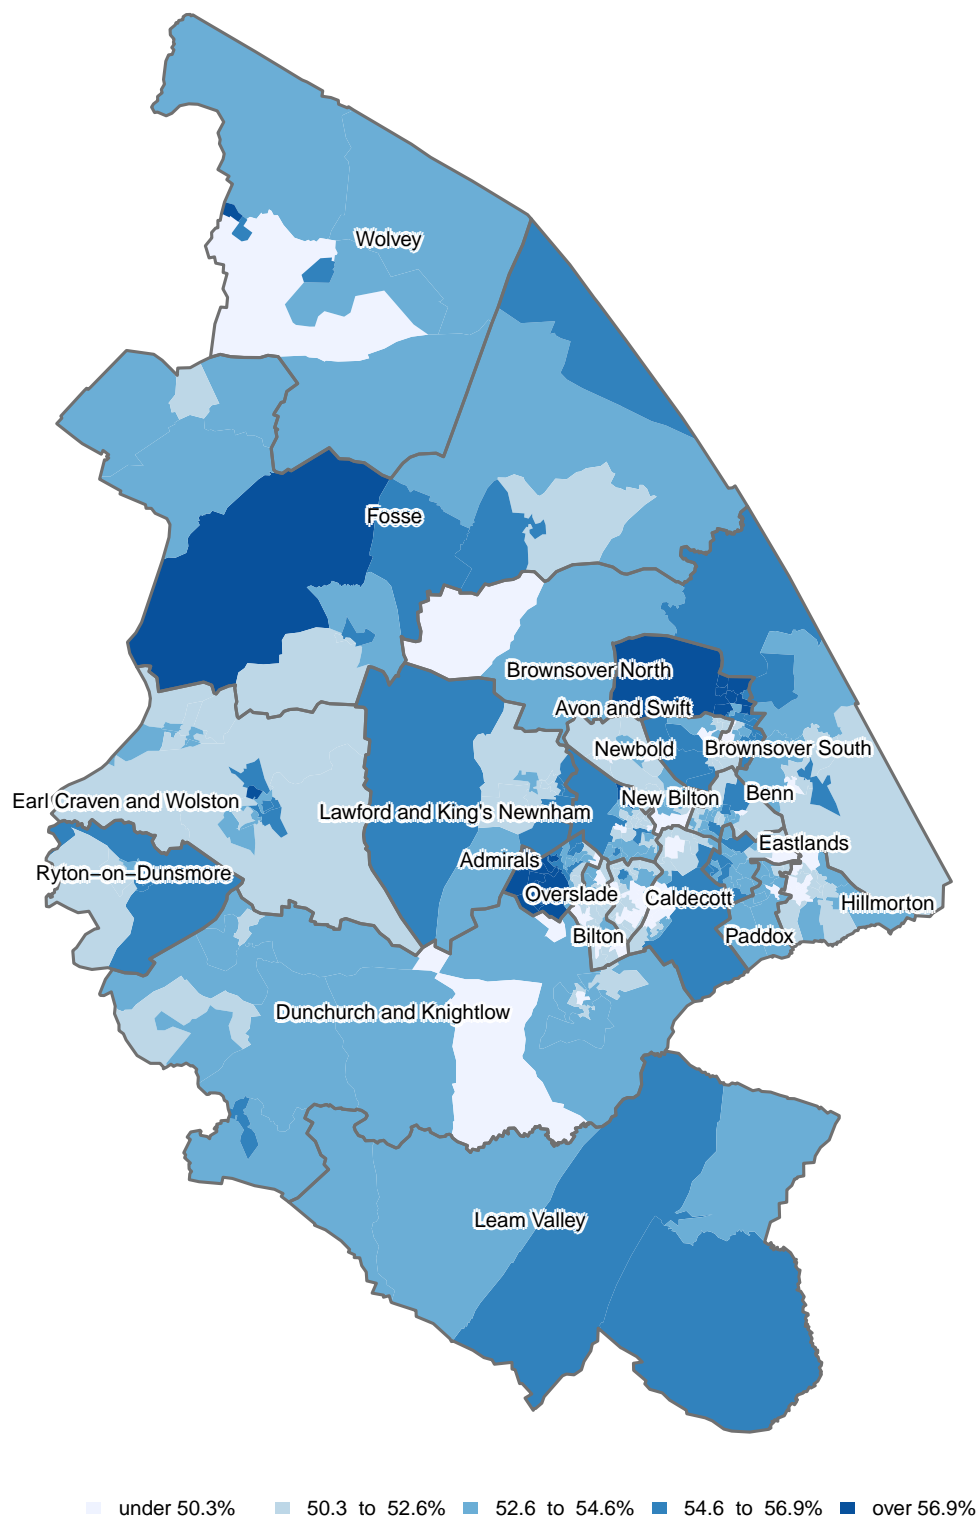 Wolvey
Fosse
Brownsover North
Avon and Swift
Newbold
Brownsover South
Earl Craven and Wolston
Lawford and King's Newnham
New Bilton
Benn
Eastlands
Admirals
Ryton−on−Dunsmore
Overslade
Caldecott
Hillmorton
Bilton
Paddox
Dunchurch and Knightlow
Leam Valley
under 50.3% 50.3 to 52.6% 52.6 to 54.6% 54.6 to 56.9% over 56.9%